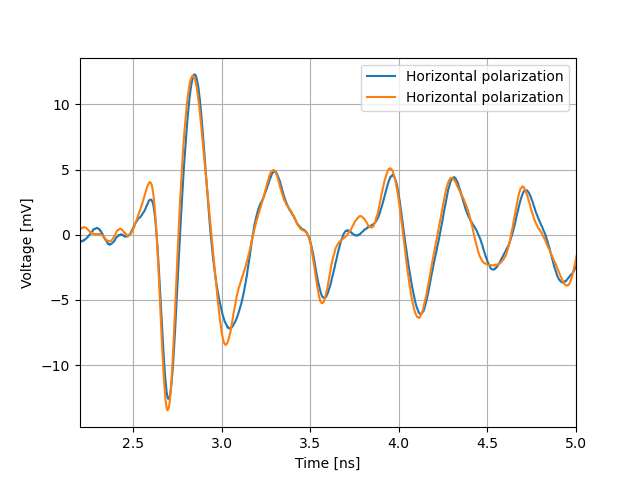 Horizontal polarization
Horizontal polarization
10
5
0
−5
−10
Voltage [mV]
2.5 3.0 3.5 4.0 4.5 5.0
Time [ns]